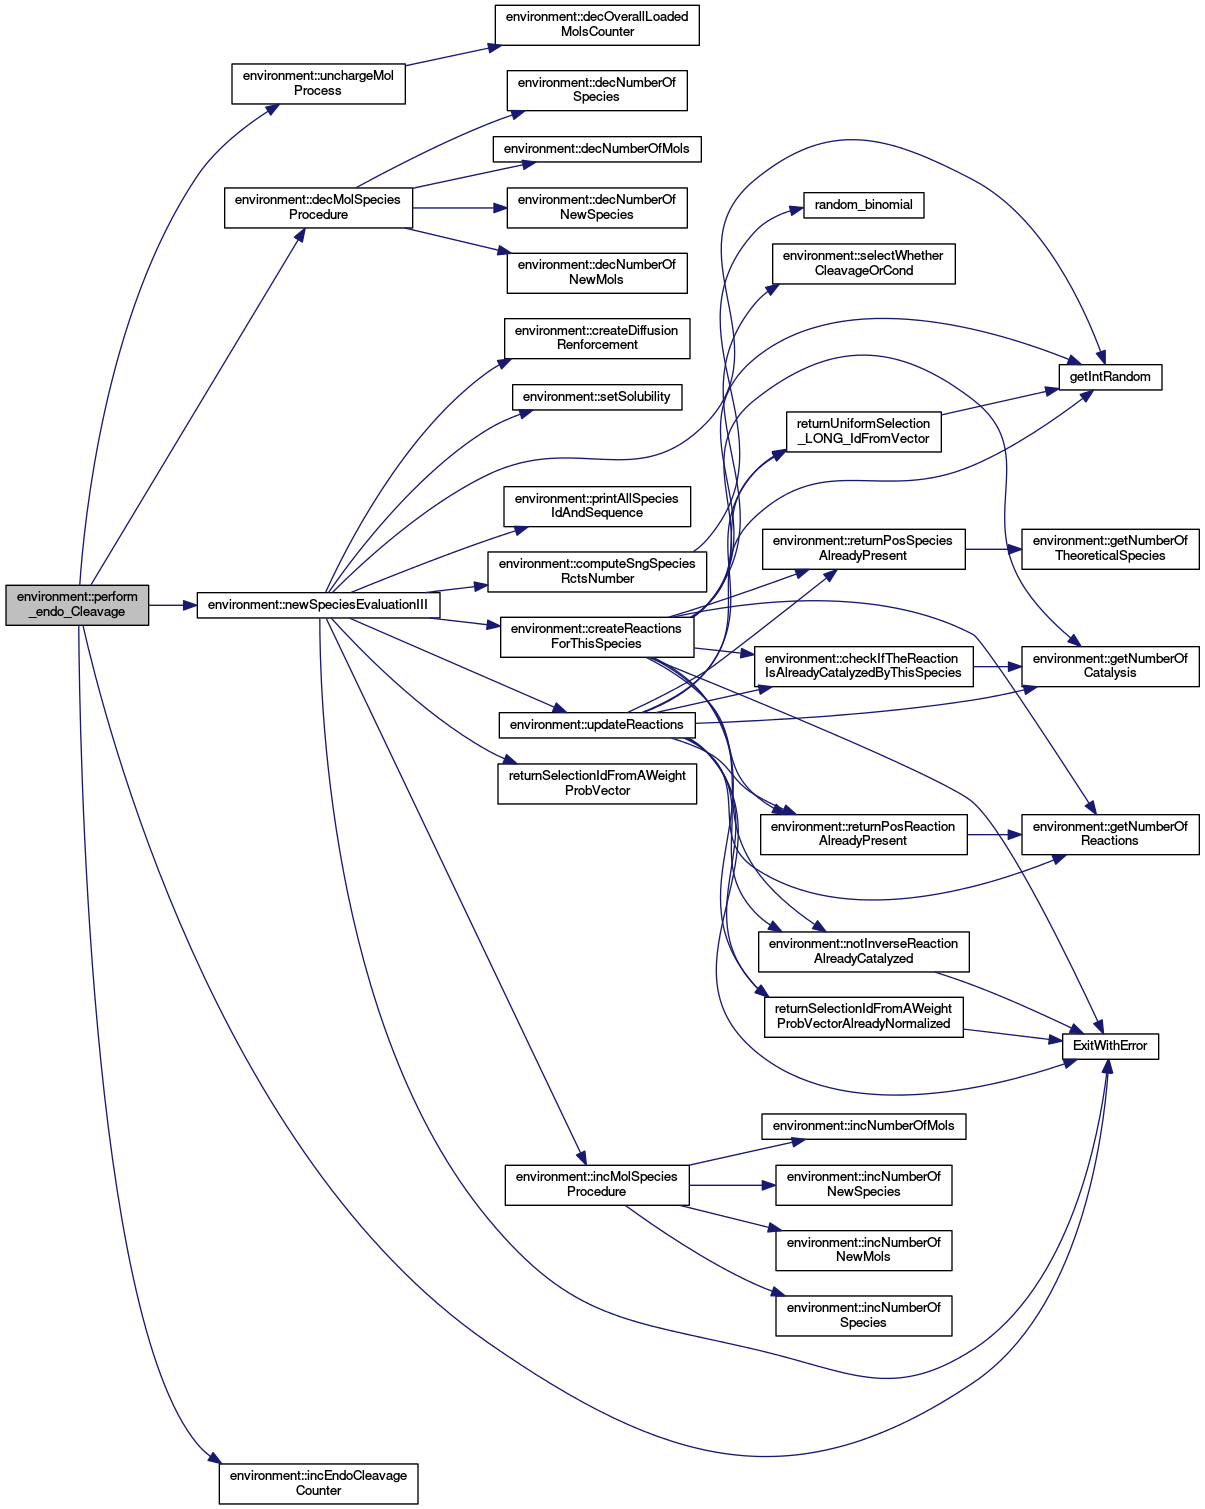 environment::decOverallLoaded
MolsCounter
environment::unchargeMol
Process
environment::decNumberOf
Species
environment::decNumberOfMols
environment::decMolSpecies
Procedure
environment::decNumberOf
NewSpecies
environment::decNumberOf
NewMols
random_binomial
environment::selectWhether
CleavageOrCond
environment::createDiffusion
Renforcement
getIntRandom
environment::setSolubility
returnUniformSelection
_LONG_IdFromVector
environment::printAllSpecies
IdAndSequence
environment::returnPosSpecies
AlreadyPresent
environment::getNumberOf
TheoreticalSpecies
environment::computeSngSpecies
RctsNumber
environment::perform
_endo_Cleavage
environment::newSpeciesEvaluationIII
environment::createReactions
ForThisSpecies
environment::checkIfTheReaction
IsAlreadyCatalyzedByThisSpecies
environment::getNumberOf
Catalysis
environment::updateReactions
returnSelectionIdFromAWeight
ProbVector
environment::returnPosReaction
AlreadyPresent
environment::getNumberOf
Reactions
environment::notInverseReaction
AlreadyCatalyzed
returnSelectionIdFromAWeight
ProbVectorAlreadyNormalized
ExitWithError
environment::incNumberOfMols
environment::incMolSpecies
Procedure
environment::incNumberOf
NewSpecies
environment::incNumberOf
NewMols
environment::incNumberOf
Species
environment::incEndoCleavage
Counter